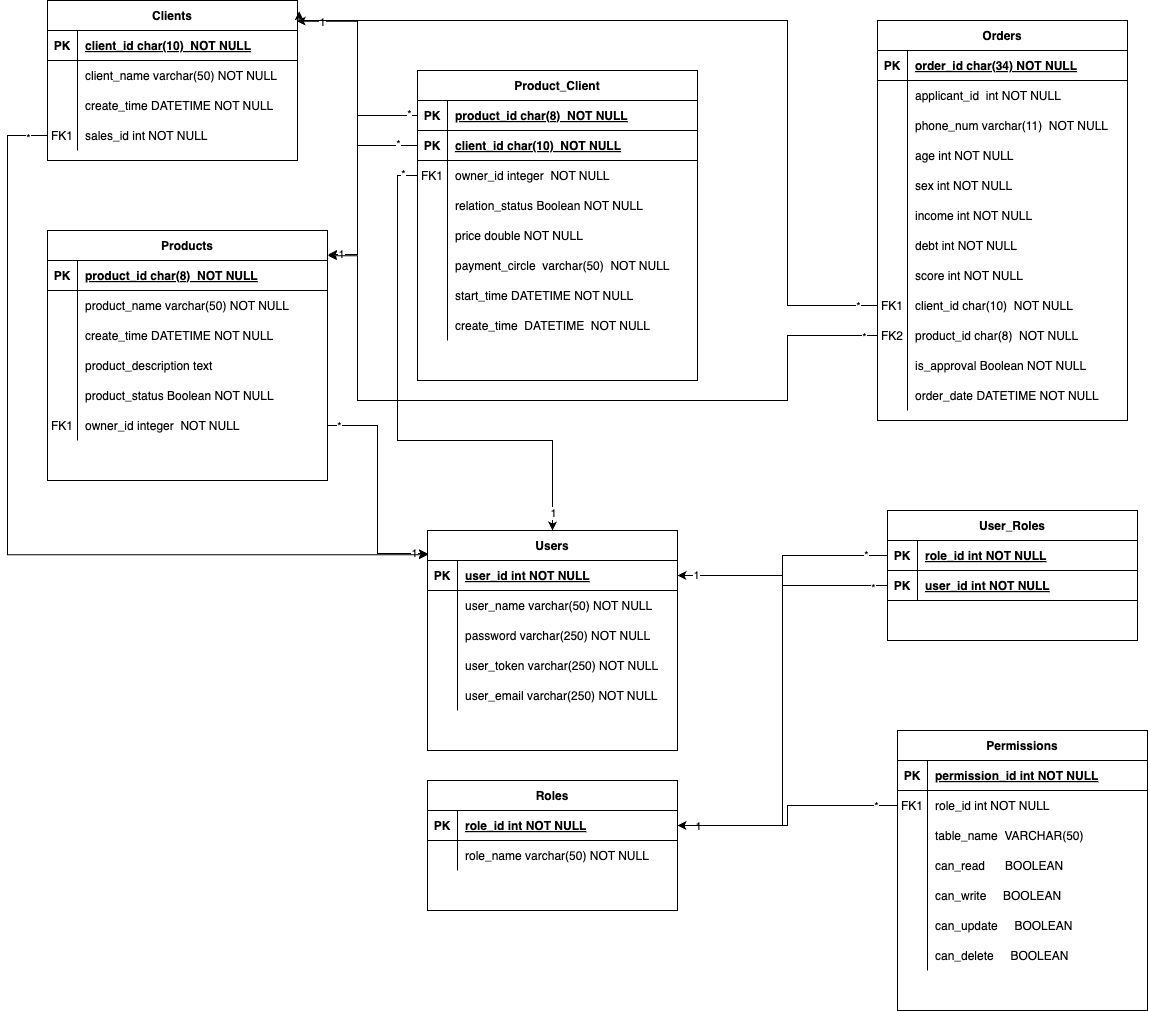 Clients
PK client_id char(10) NOT NULL
client_name varchar(50) NOT NULL
create_time DATETIME NOT NULL
FK1 sales_id int NOT NULL
*
1
Product_Client
* PK product_id char(8) NOT NULL
* PK client_id char(10) NOT NULL
* FK1 owner_id integer NOT NULL
relation_status Boolean NOT NULL
price double NOT NULL
payment_circle varchar(50) NOT NULL
start_time DATETIME NOT NULL
create_time DATETIME NOT NULL
Orders
PK order_id char(34) NOT NULL
applicant_id int NOT NULL
phone_num varchar(11) NOT NULL
age int NOT NULL
sex int NOT NULL
income int NOT NULL
debt int NOT NULL
score int NOT NULL
* FK1 client_id char(10) NOT NULL
* FK2 product_id char(8) NOT NULL
is_approval Boolean NOT NULL
order_date DATETIME NOT NULL
Products
1
PK product_id char(8) NOT NULL
product_name varchar(50) NOT NULL
create_time DATETIME NOT NULL
product_description text
product_status Boolean NOT NULL
FK1 owner_id integer NOT NULL
*
1
1
Users
PK user_id int NOT NULL
1
user_name varchar(50) NOT NULL
password varchar(250) NOT NULL
user_token varchar(250) NOT NULL
user_email varchar(250) NOT NULL
User_Roles
* PK role_id int NOT NULL
* PK user_id int NOT NULL
Roles
PK role_id int NOT NULL
1
role_name varchar(50) NOT NULL
Permissions
PK permission_id int NOT NULL
* FK1 role_id int NOT NULL
table_name VARCHAR(50)
can_read BOOLEAN
can_write BOOLEAN
can_update BOOLEAN
can_delete BOOLEAN